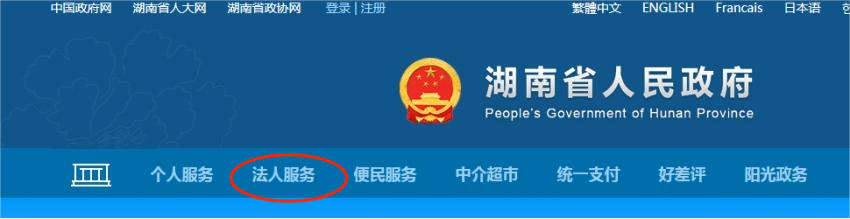 中国政府网 湖南省人大网 湖南省政协网 登录 | 注册 繁體中文 ENGLISH Francais 日本语
湖南省人民政府
People's Government of Hunan Province
个人服务 法人服务 便民服务 中介超市 统一支付 好差评 阳光政务